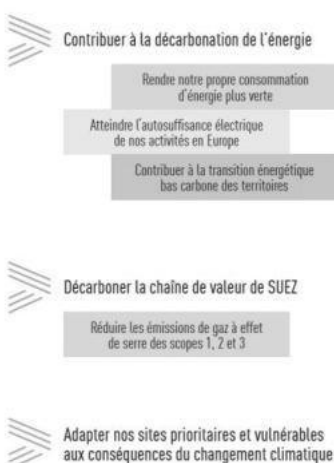 Contribuer à la décarbonation de l'énergie
Rendre notre propre consommation
d'énergie plus verte
Atteindre l'autosuffisance électrique
de nos activités en Europe
Contribuer à la transition énergétique
bas carbone des territoires
Décarboner la chaîne de valeur de SUEZ
Réduire les émissions de gaz à effet
de serre des scopes 1, 2 et 3
Adapter nos sites prioritaires et vulnérables
aux conséquences du changement climatique